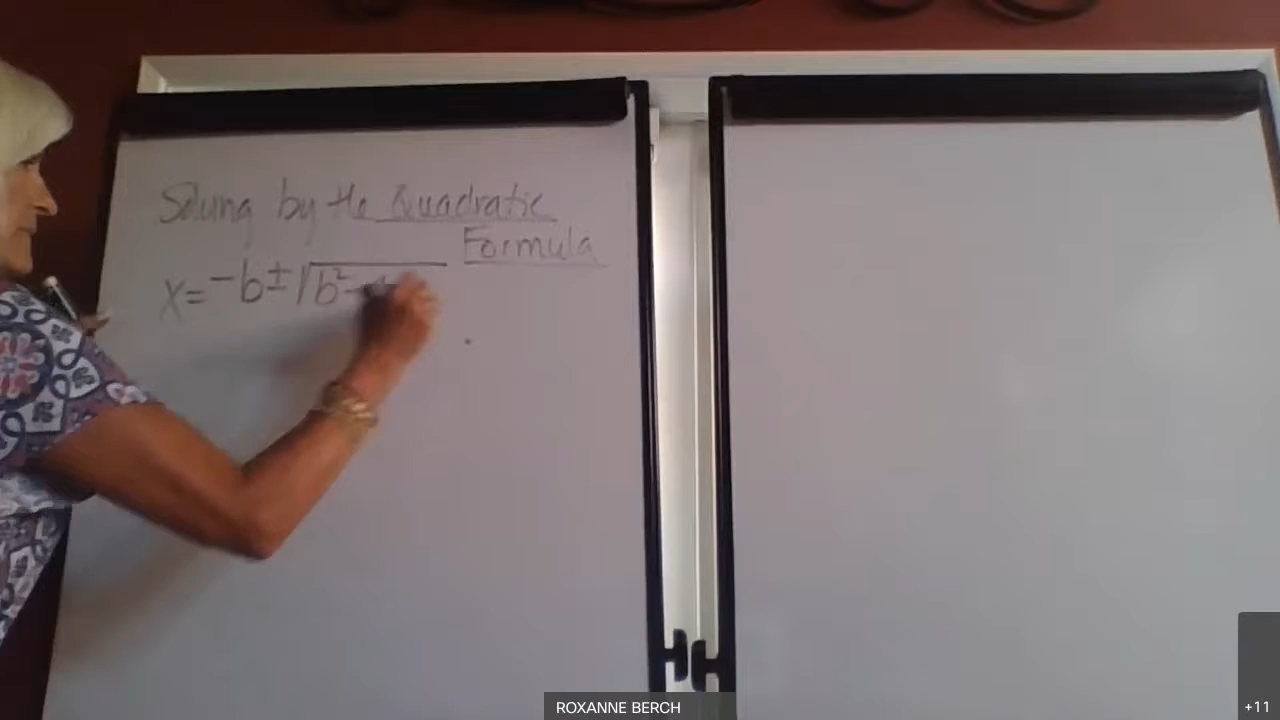 Solving by the Quadratic
Formula
x = -b ± √b² -
ROXANNE BERCH
+11